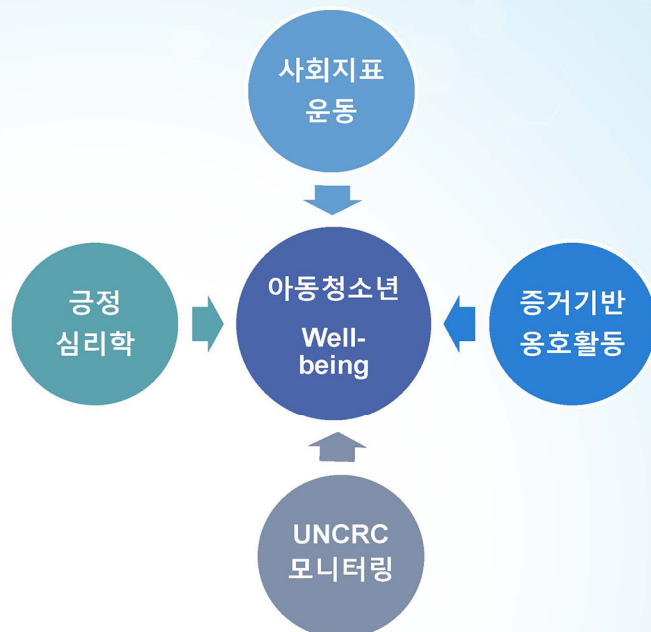 사회지표
운동
긍정
심리학
아동청소년
Well-
being
증거기반
옹호활동
UNCRC
모니터링